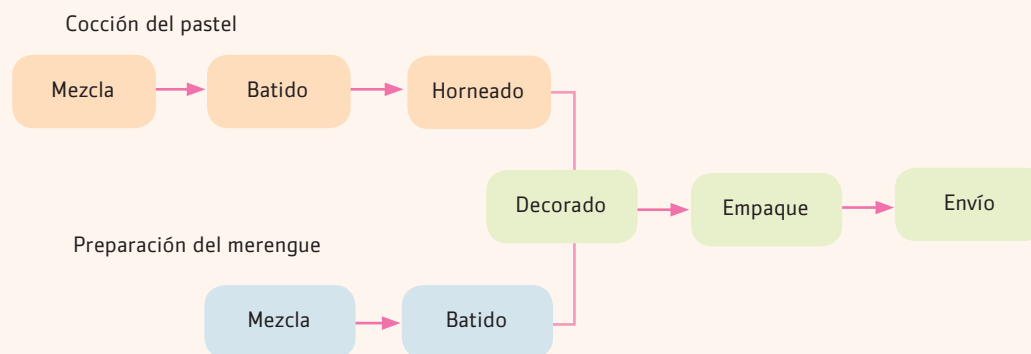 Cocción del pastel
Mezcla
Batido
Horneado
Decorado
Empaque
Envío
Preparación del merengue
Mezcla
Batido